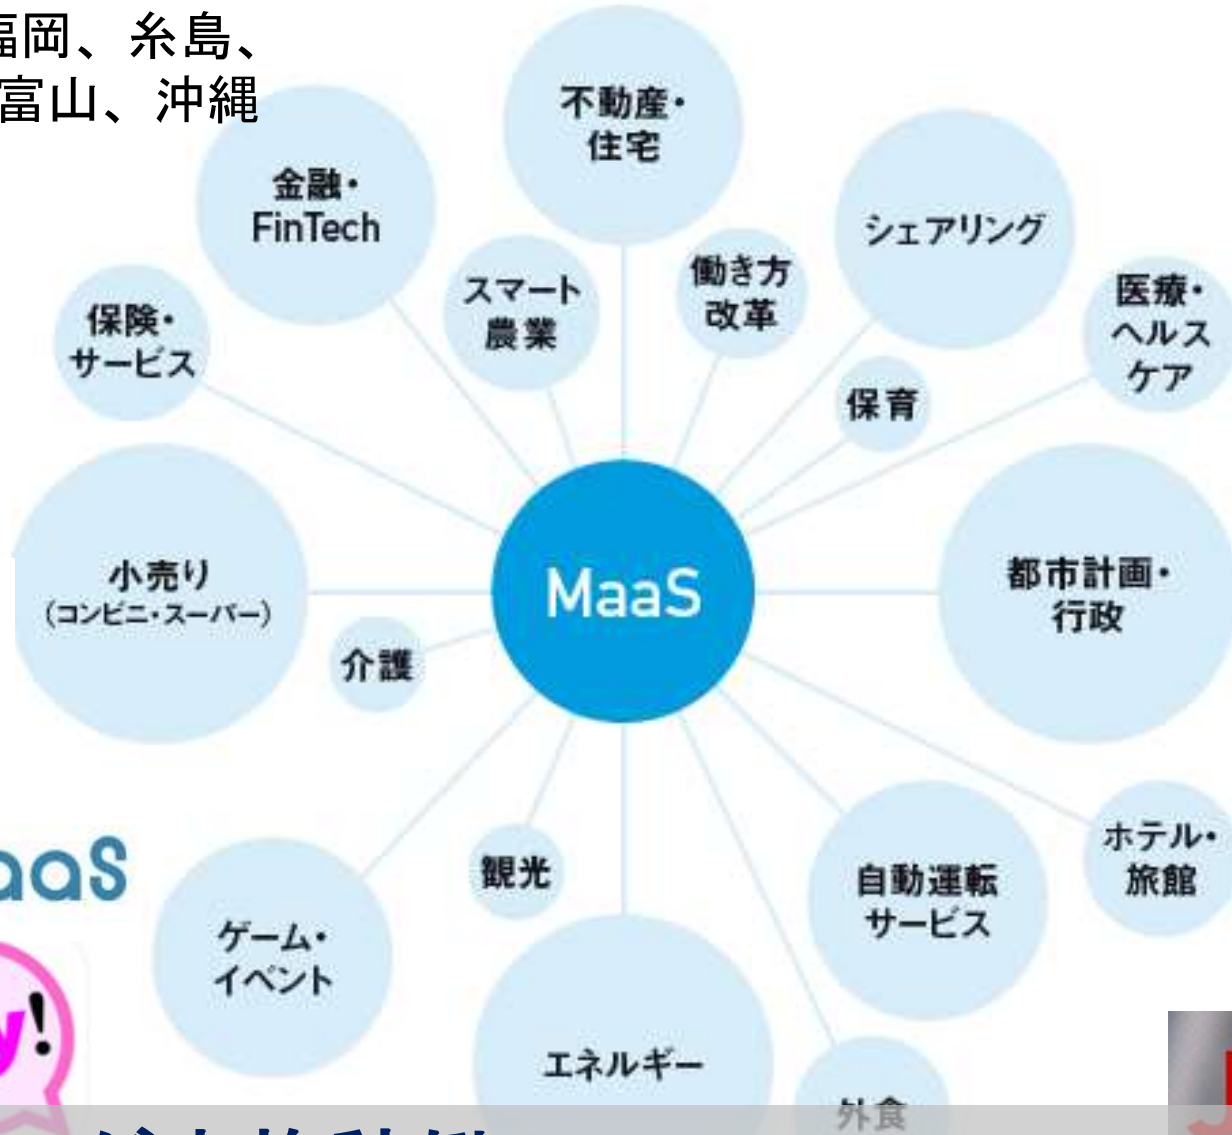 福岡、糸島、
富山、沖縄
不動産・
住宅
金融・
FinTech
シェアリング
スマート
農業
働き方
改革
医療・
ヘルス
ケア
保険・
サービス
保育
小売り
(コンビニ・スーパー)
MaaS
都市計画・
行政
介護
ホテル・
旅館
観光
自動運転
サービス
aaS
ゲーム・
イベント
y!
エネルギー
外食